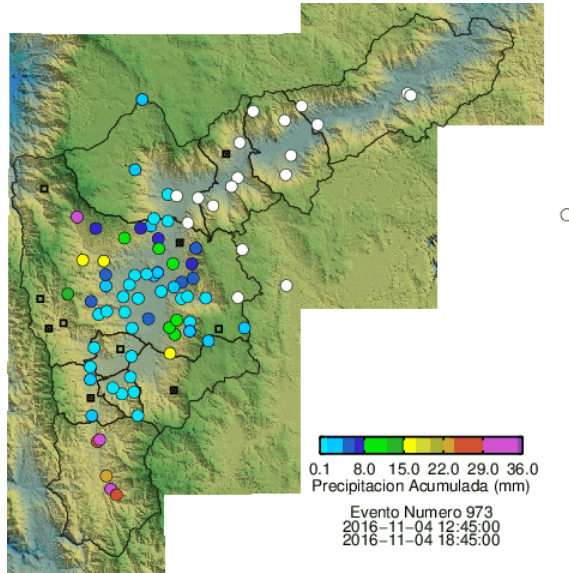 0.1 8.0 15.0 22.0 29.0 36.0
Precipitacion Acumulada (mm)
Evento Numero 973
2016-11-04 12:45:00
2016-11-04 18:45:00